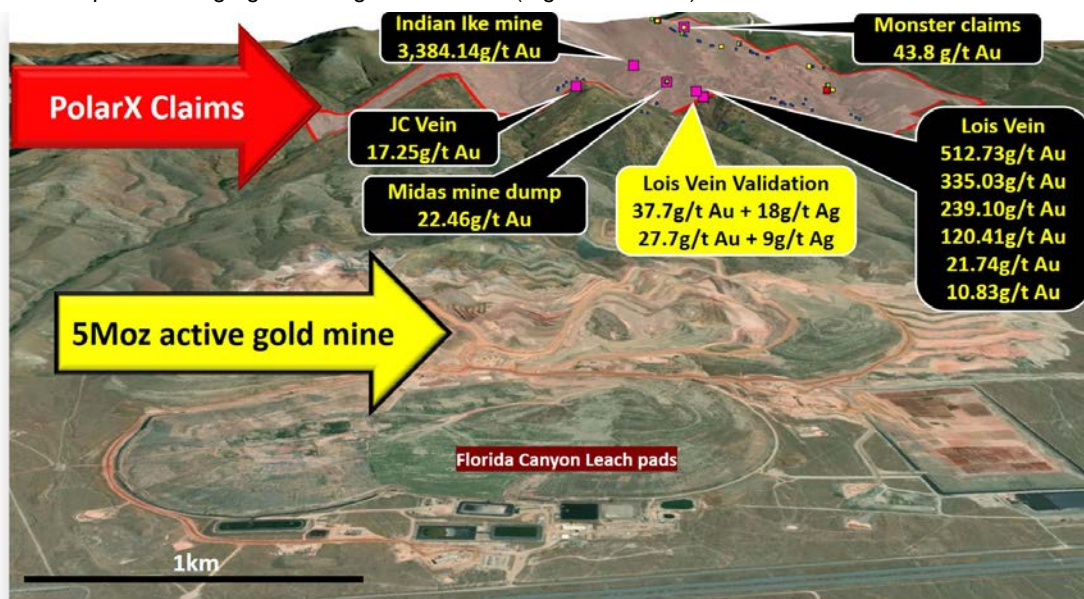 Indian Ike mine
3,384.14g/t Au
Monster claims
43.8 g/t Au
PolarX Claims
JC Vein
17.25g/t Au
Midas mine dump
22.46g/t Au
Lois Vein Validation
37.7g/t Au + 18g/t Ag
27.7g/t Au + 9g/t Ag
Lois Vein
512.73g/t Au
335.03g/t Au
239.10g/t Au
120.41g/t Au
21.74g/t Au
10.83g/t Au
5Moz active gold mine
Florida Canyon Leach pads
1km